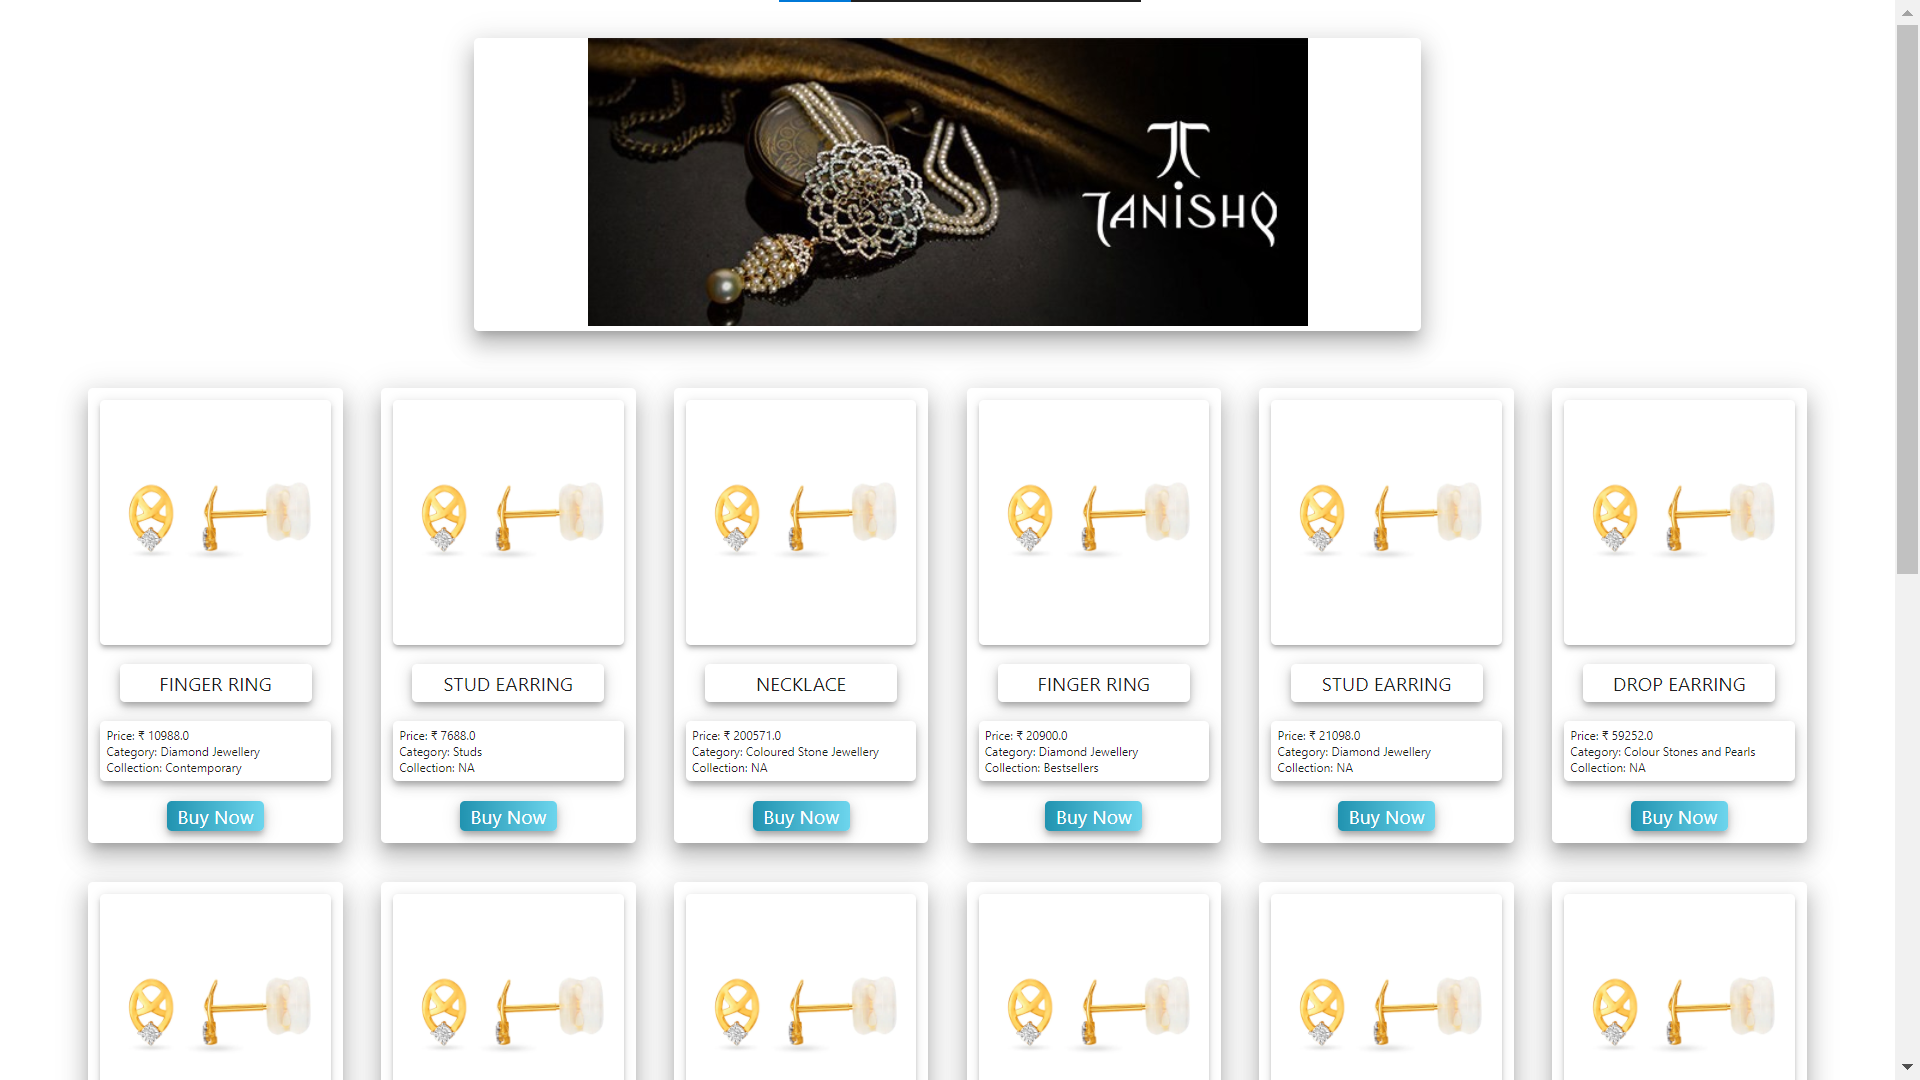 TANISHQ
FINGER RING
Price: ₹ 10988.0
Category: Diamond Jewellery
Collection: Contemporary
Buy Now
STUD EARRING
Price: ₹ 7688.0
Category: Studs
Collection: NA
Buy Now
NECKLACE
Price: ₹ 200571.0
Category: Coloured Stone Jewellery
Collection: NA
Buy Now
FINGER RING
Price: ₹ 20900.0
Category: Diamond Jewellery
Collection: Bestsellers
Buy Now
STUD EARRING
Price: ₹ 21098.0
Category: Diamond Jewellery
Collection: NA
Buy Now
DROP EARRING
Price: ₹ 59252.0
Category: Colour Stones and Pearls
Collection: NA
Buy Now